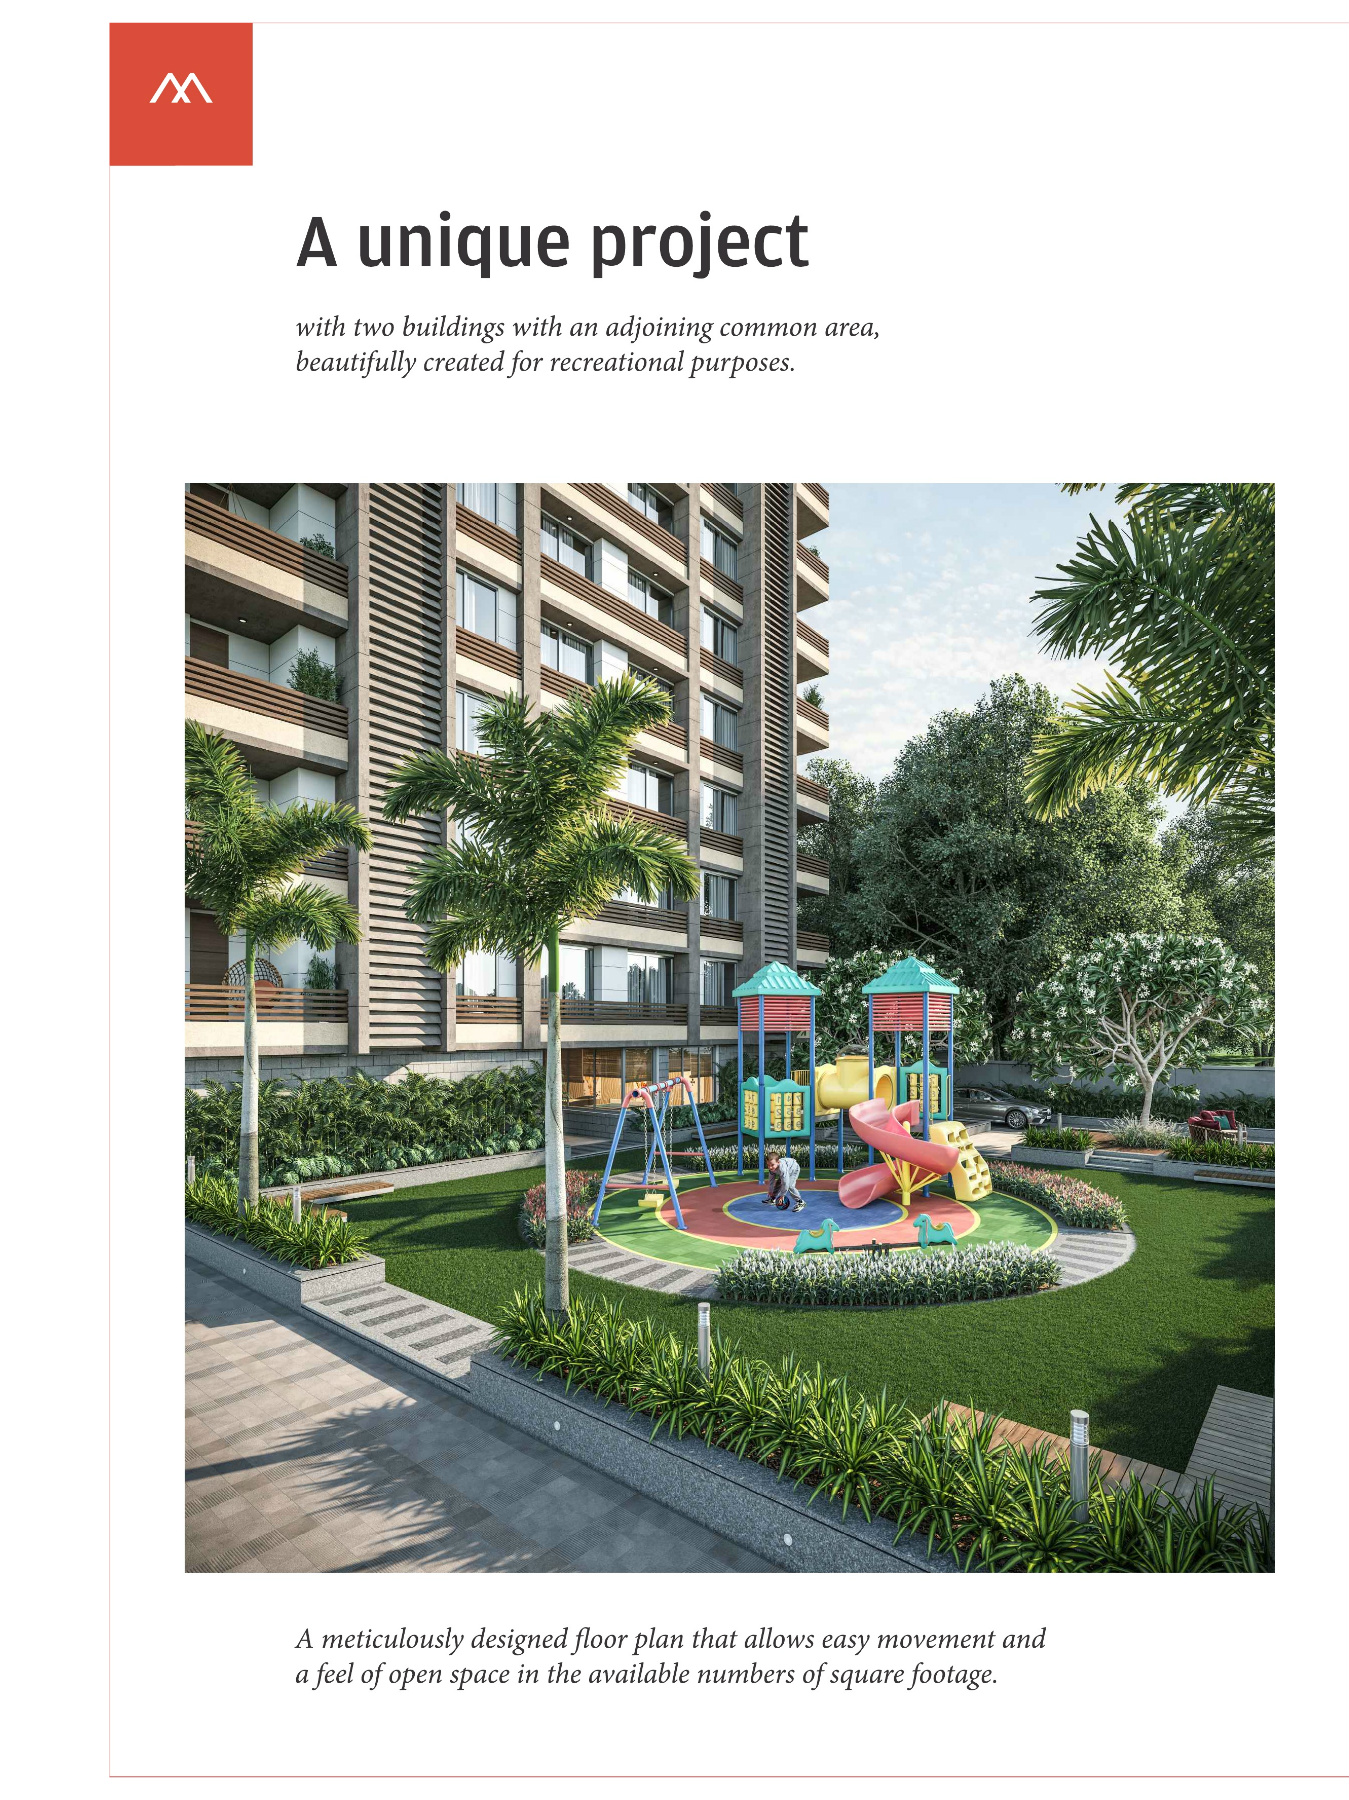 A unique project
with two buildings with an adjoining common area,
beautifully created for recreational purposes.
A meticulously designed floor plan that allows easy movement and
a feel of open space in the available numbers of square footage.